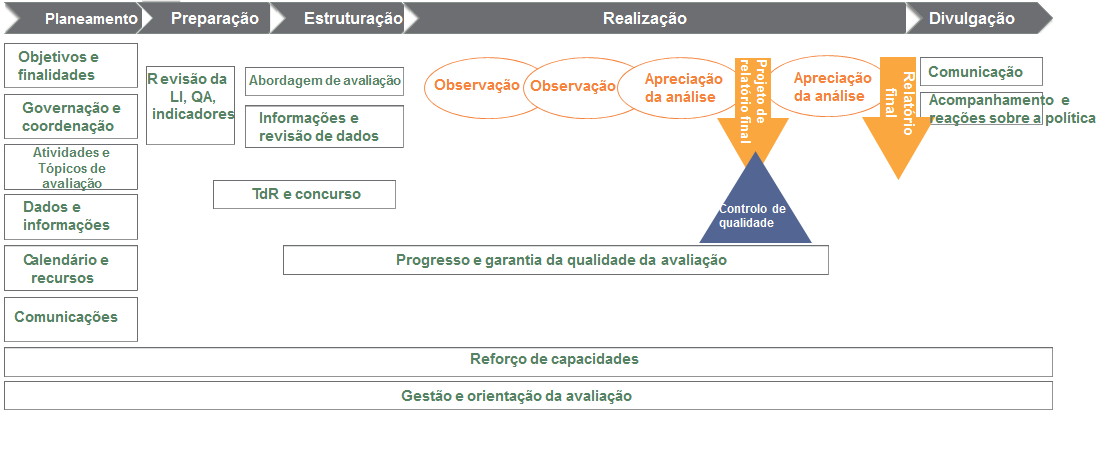 Planeamento
Preparação
Estruturação
Realização
Divulgação
Objetivos e
finalidades
Governação e
coordenação
Atividades e
Tópicos de
avaliação
Dados e
informações
Calendário e
recursos
Comunicações
Revisão da
LI, QA,
indicadores
Abordagem de avaliação
Informações e
revisão de dados
TdR e concurso
Observação
Observação
Apreciação
da análise
Projeto de
relatório final
Apreciação
da análise
Relatório
final
Comunicação
Acompanhamento e
reações sobre a política
Controlo de
qualidade
Progresso e garantia da qualidade da avaliação
Reforço de capacidades
Gestão e orientação da avaliação